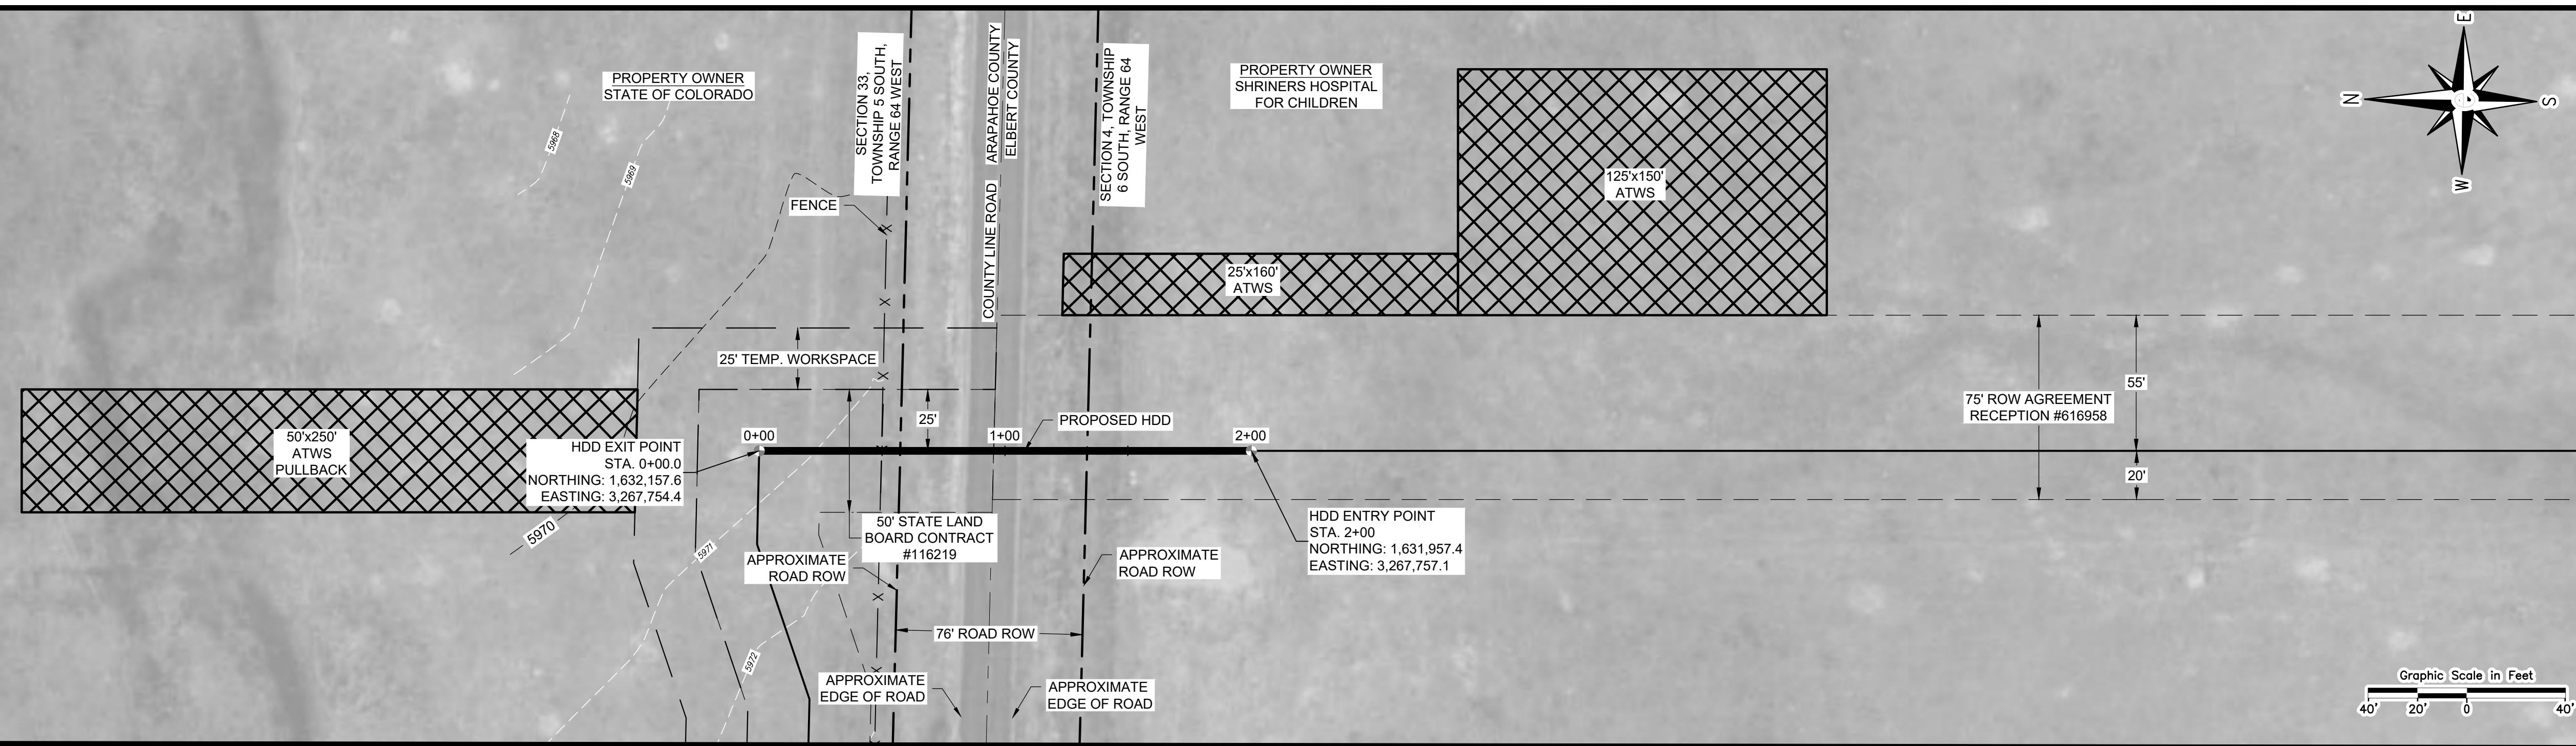 PROPERTY OWNER
STATE OF COLORADO
5968
5969
FENCE
SECTION 33,
TOWNSHIP 5 SOUTH,
RANGE 64 WEST
ARAPAHOE COUNTY
ELBERT COUNTY
COUNTY LINE ROAD
SECTION 4, TOWNSHIP
6 SOUTH, RANGE 64
WEST
PROPERTY OWNER
SHRINERS HOSPITAL
FOR CHILDREN
125'x150'
ATWS
25'x160'
ATWS
E
N
S
W
25' TEMP. WORKSPACE
25'
PROPOSED HDD
0+00
1+00
2+00
50'x250'
ATWS
PULLBACK
HDD EXIT POINT
STA. 0+00.0
NORTHING: 1,632,157.6
EASTING: 3,267,754.4
5970
5971
5972
50' STATE LAND
BOARD CONTRACT
#116219
APPROXIMATE
ROAD ROW
APPROXIMATE
ROAD ROW
HDD ENTRY POINT
STA. 2+00
NORTHING: 1,631,957.4
EASTING: 3,267,757.1
76' ROAD ROW
APPROXIMATE
EDGE OF ROAD
APPROXIMATE
EDGE OF ROAD
75' ROW AGREEMENT
RECEPTION #616958
55'
20'
Graphic Scale in Feet
40' 20' 0 40'